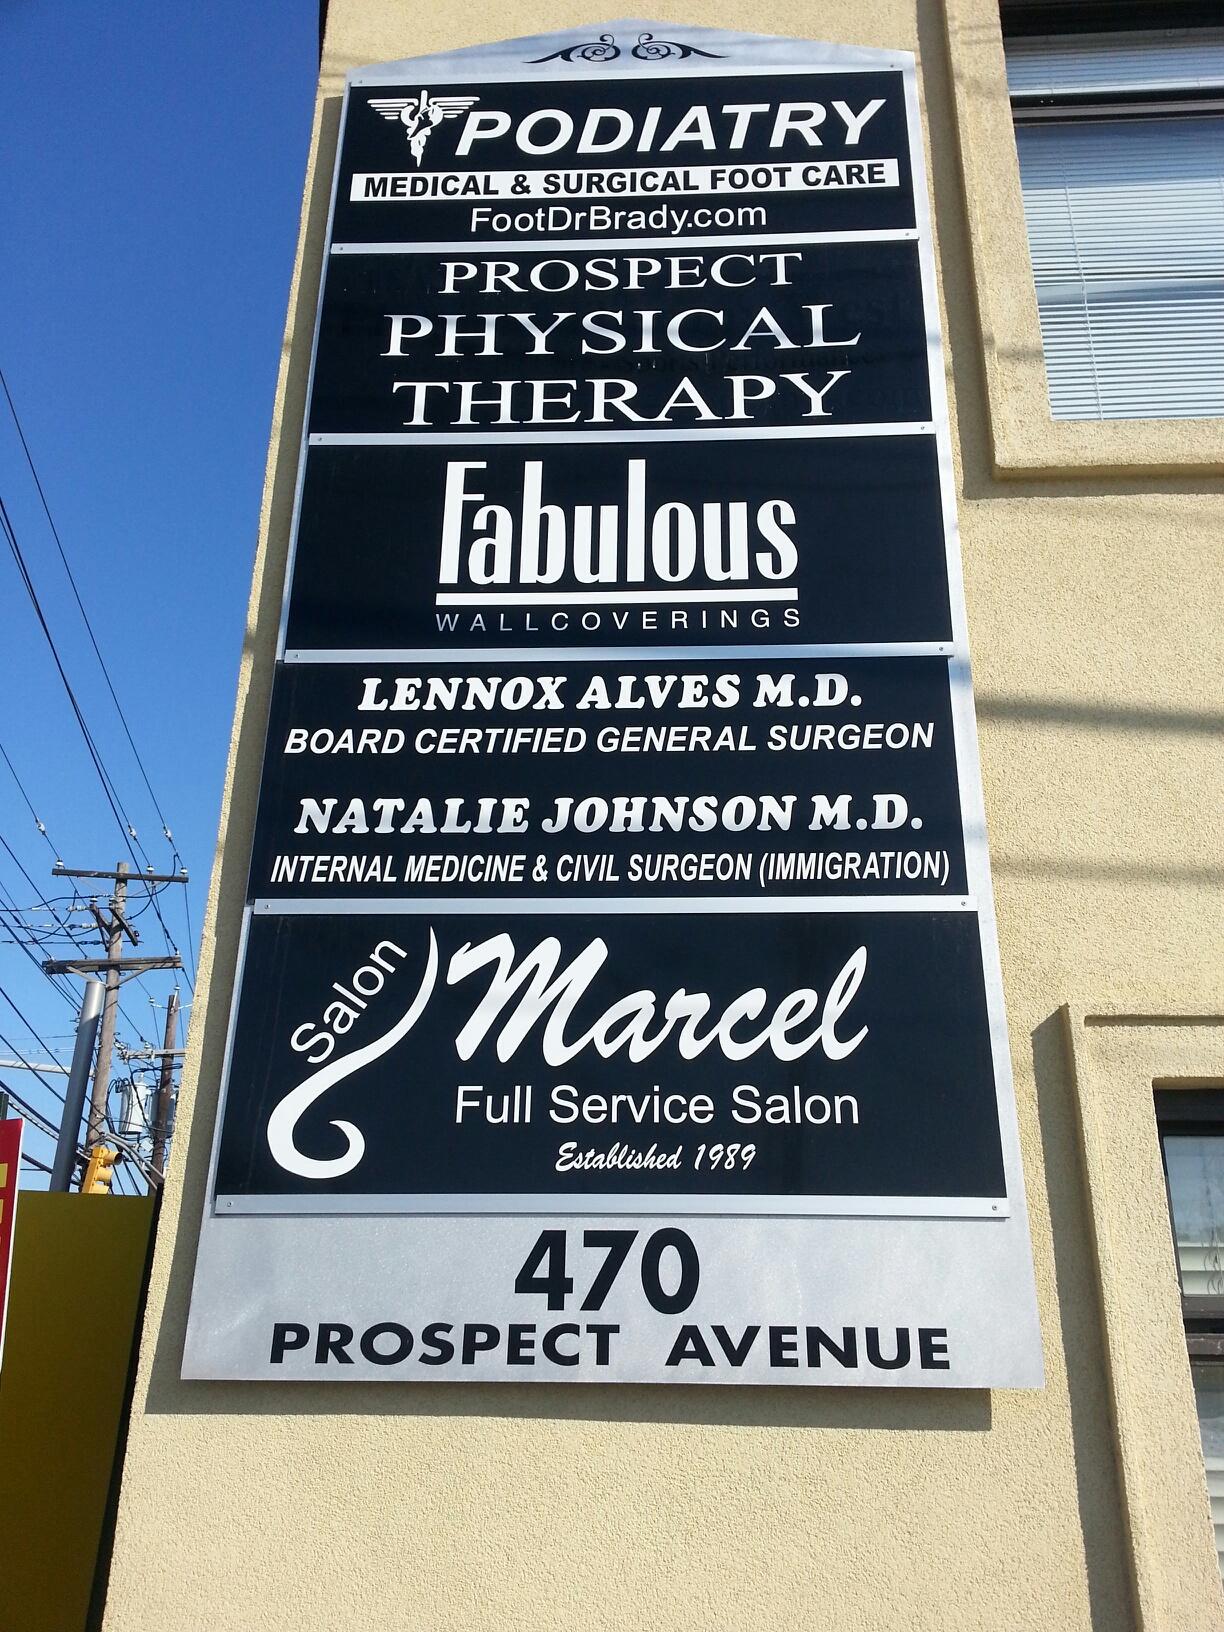 PODIATRY
MEDICAL & SURGICAL FOOT CARE
FootDrBrady.com
PROSPECT
PHYSICAL
THERAPY
Fabulous
WALLCOVERINGS
LENNOX ALVES M.D.
BOARD CERTIFIED GENERAL SURGEON
NATALIE JOHNSON M.D.
INTERNAL MEDICINE & CIVIL SURGEON (IMMIGRATION)
Salon Marcel
Full Service Salon
Established 1989
470
PROSPECT AVENUE